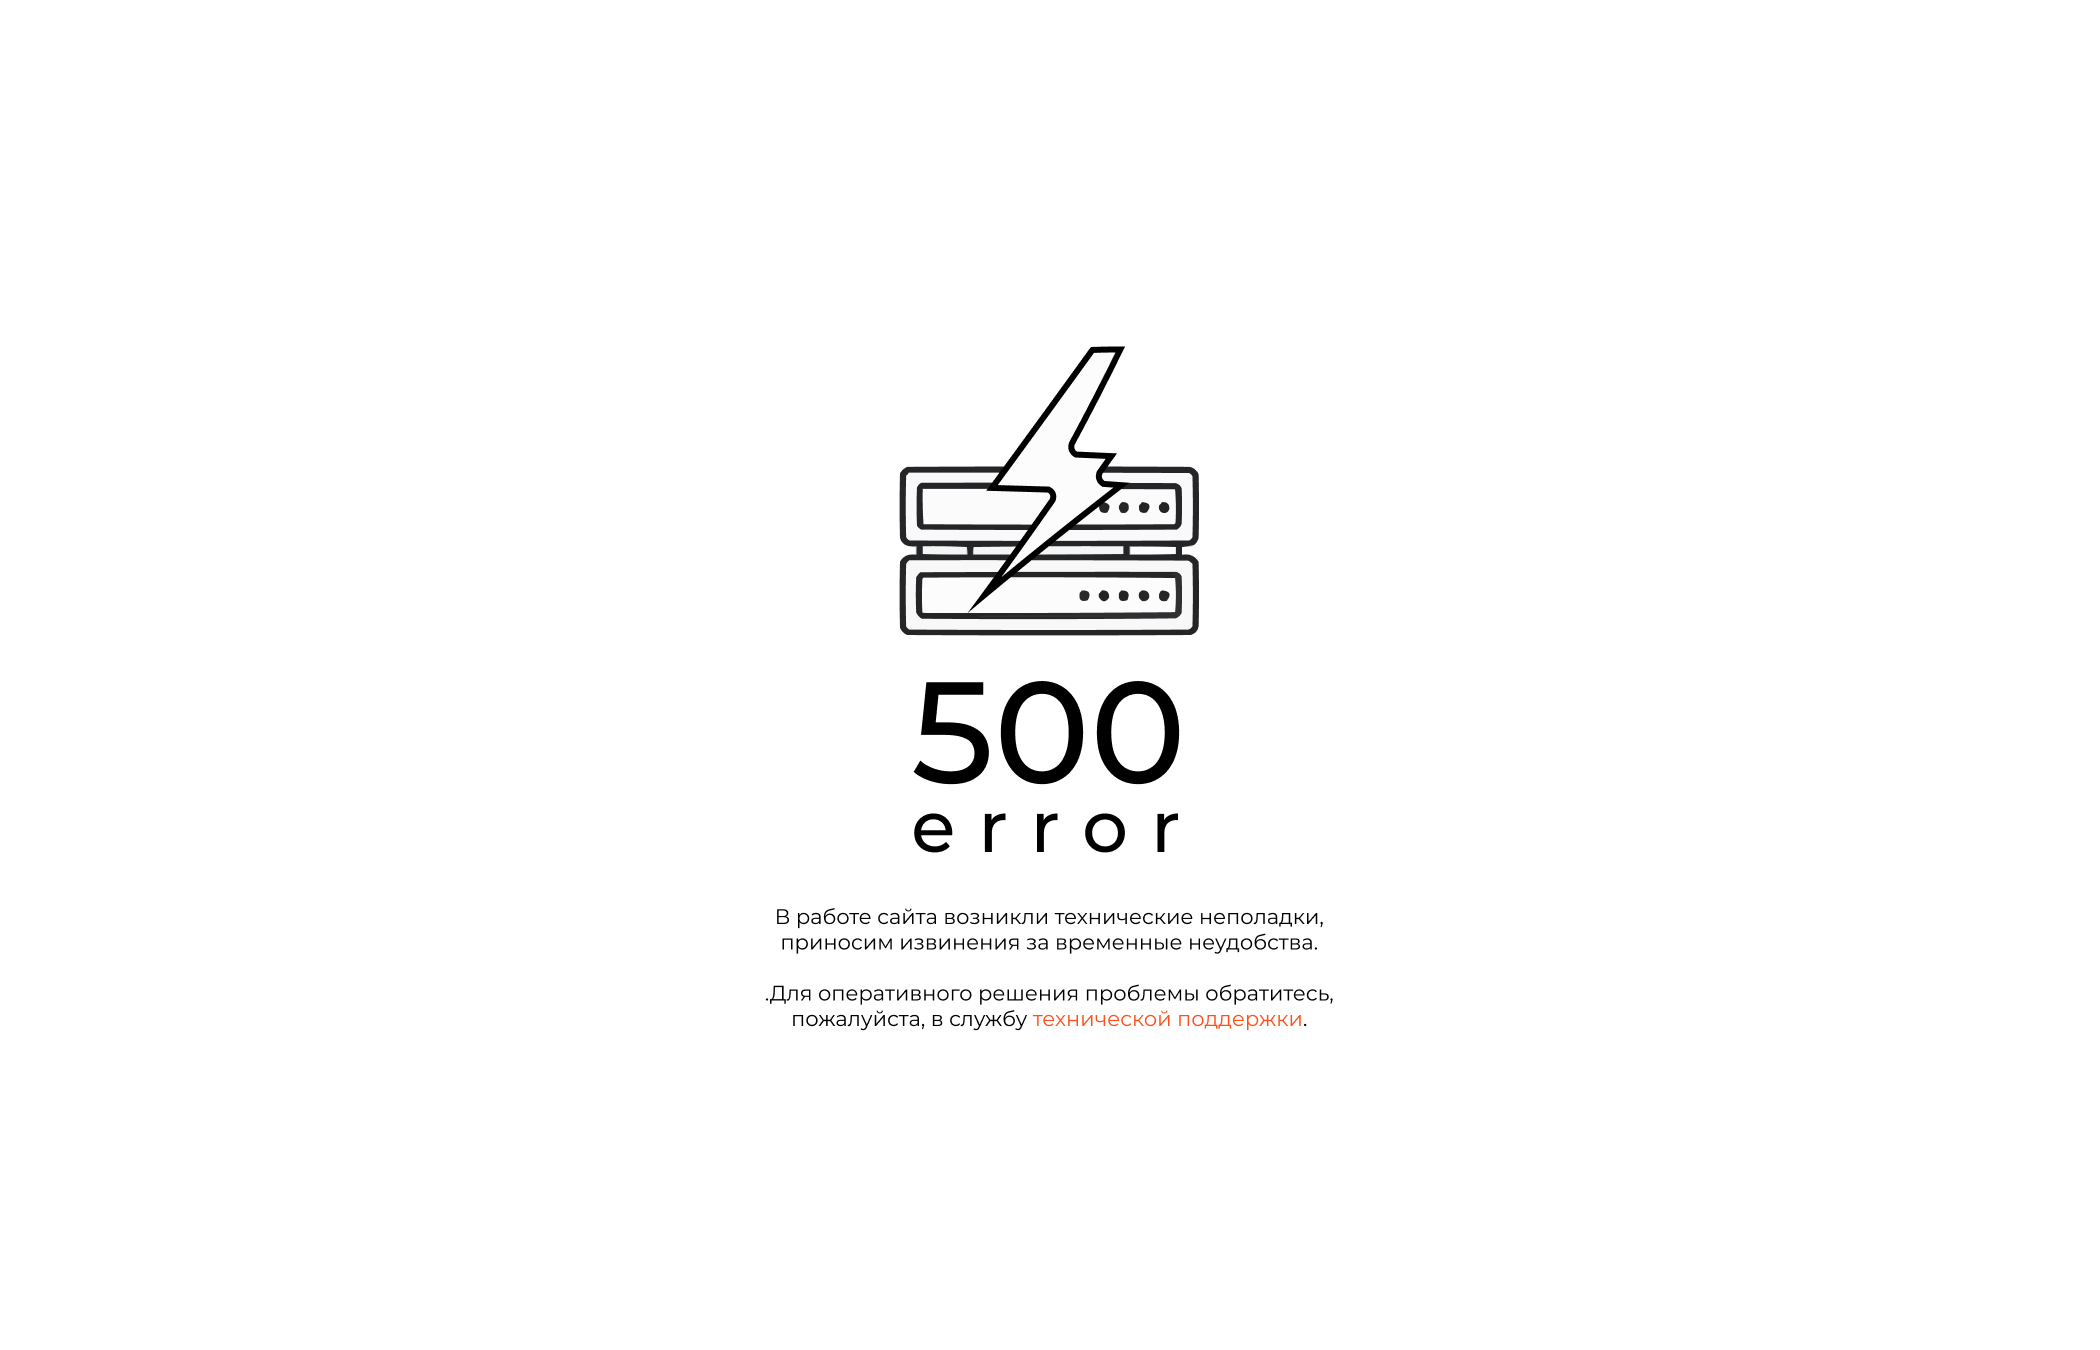 500
error
В работе сайта возникли технические неполадки,
приносим извинения за временные неудобства.
.Для оперативного решения проблемы обратитесь,
пожалуйста, в службу технической поддержки.